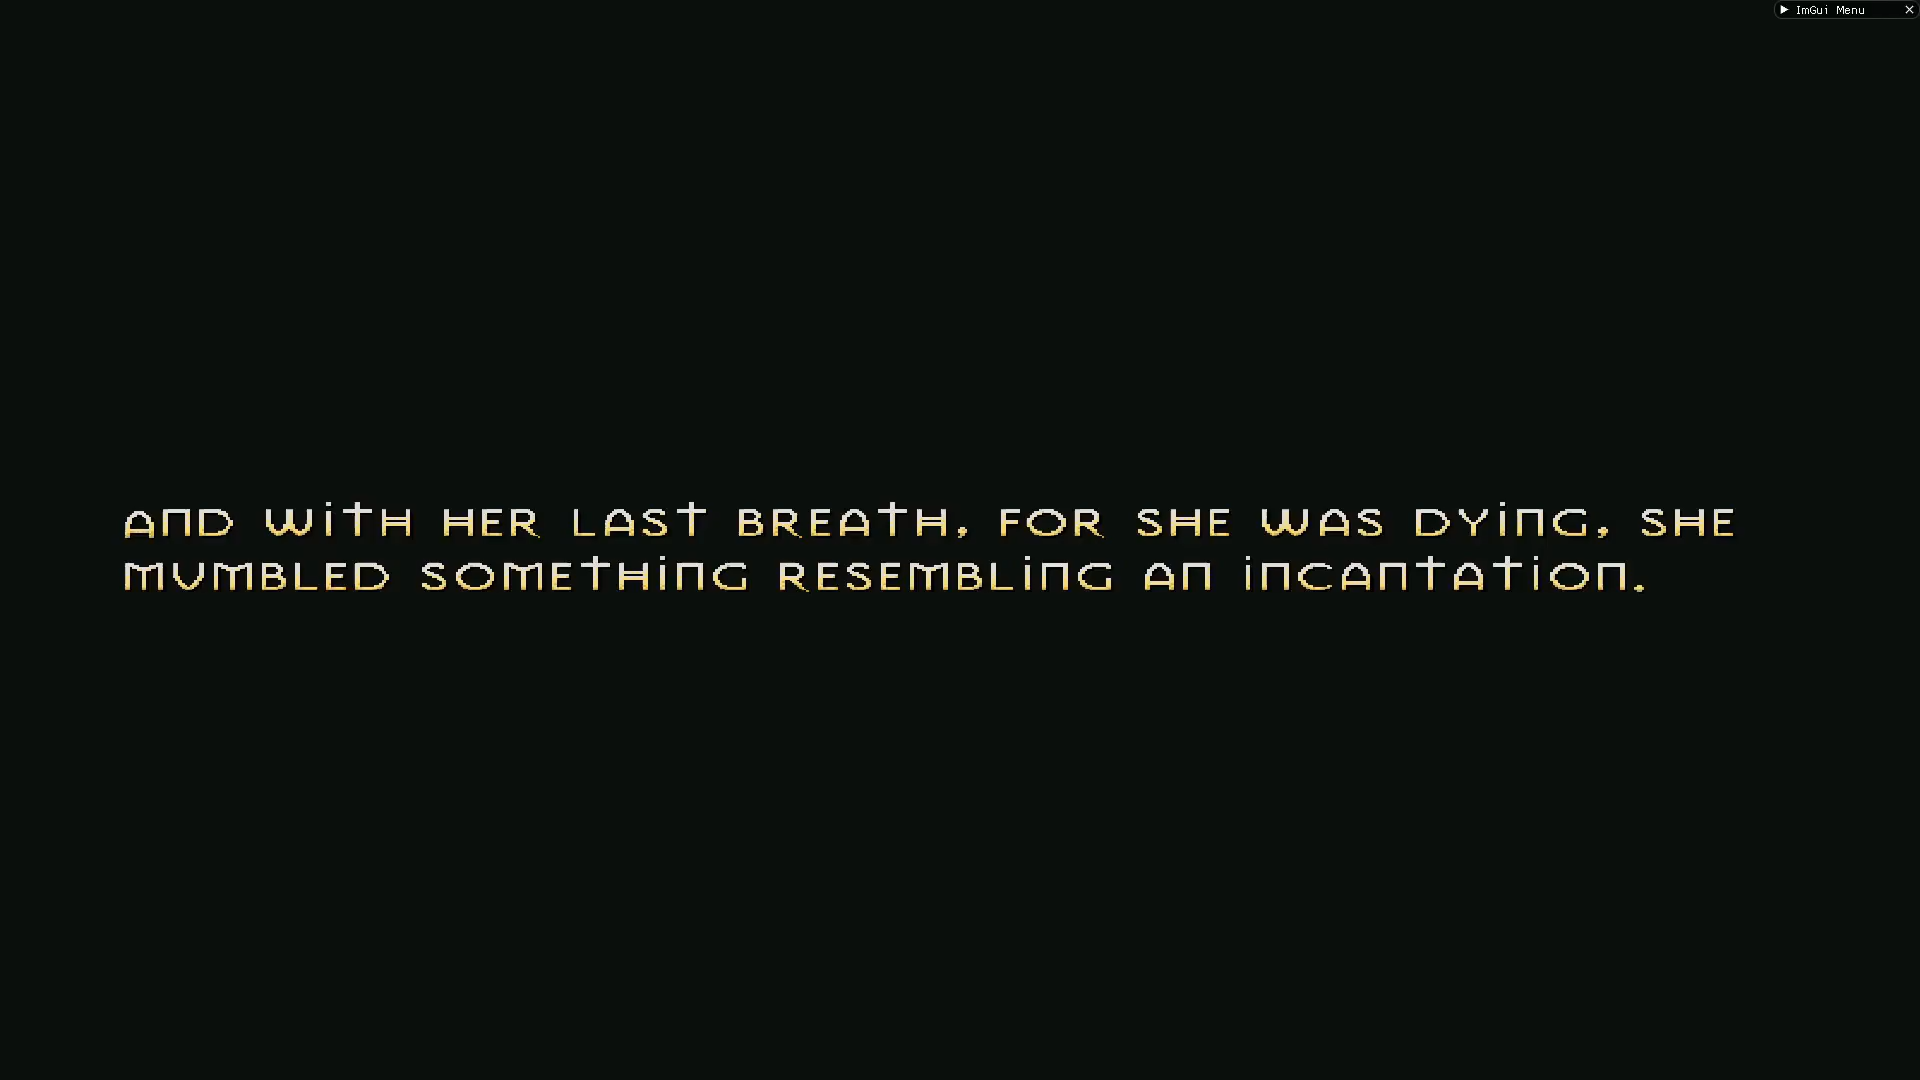 ImGui Menu
AND WiTH HER LAST BREATH, FOR SHE WAS DYiNG, SHE
MUMBLED SOMETHiNG RESEMBLiNG AN iNCANTATiON.